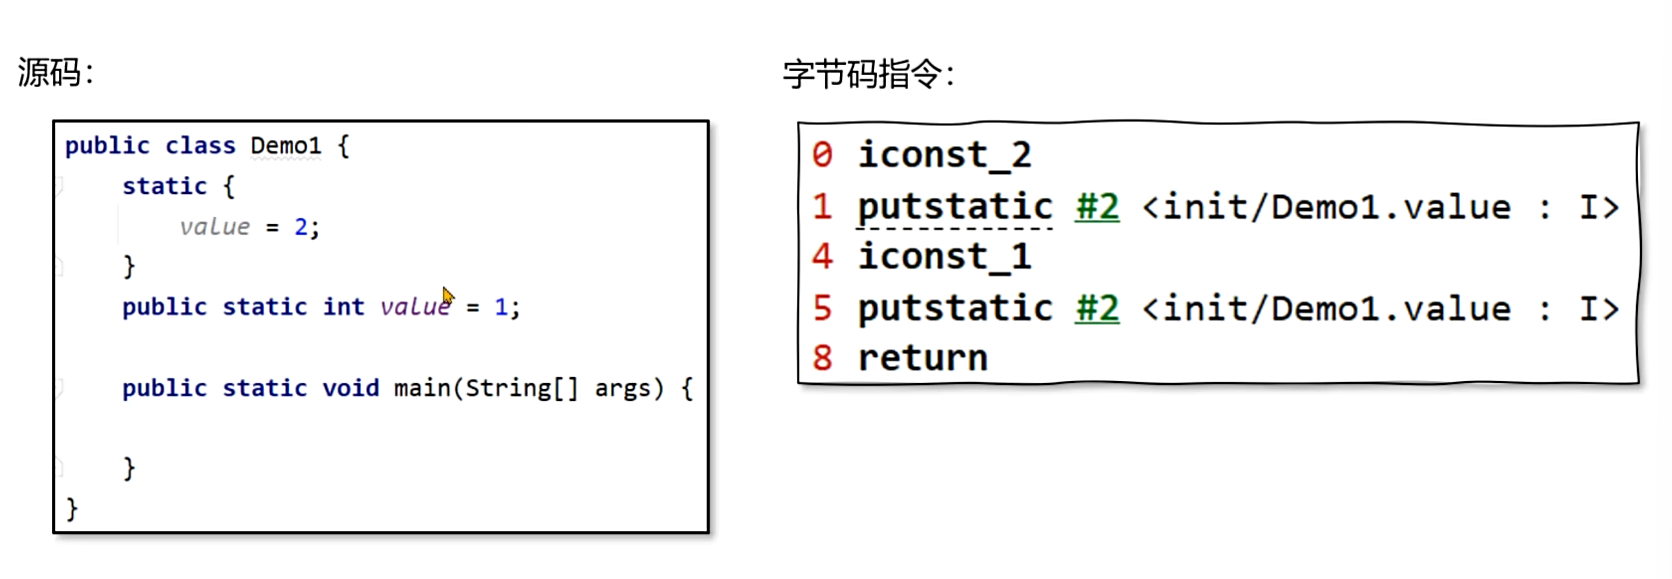 源码：
public class Demo1 {
static {
value = 2;
}
public static int value = 1;
public static void main(String[] args) {
}
}
字节码指令：
0 iconst_2
1 putstatic #2 <init/Demo1.value : I>
4 iconst_1
5 putstatic #2 <init/Demo1.value : I>
8 return